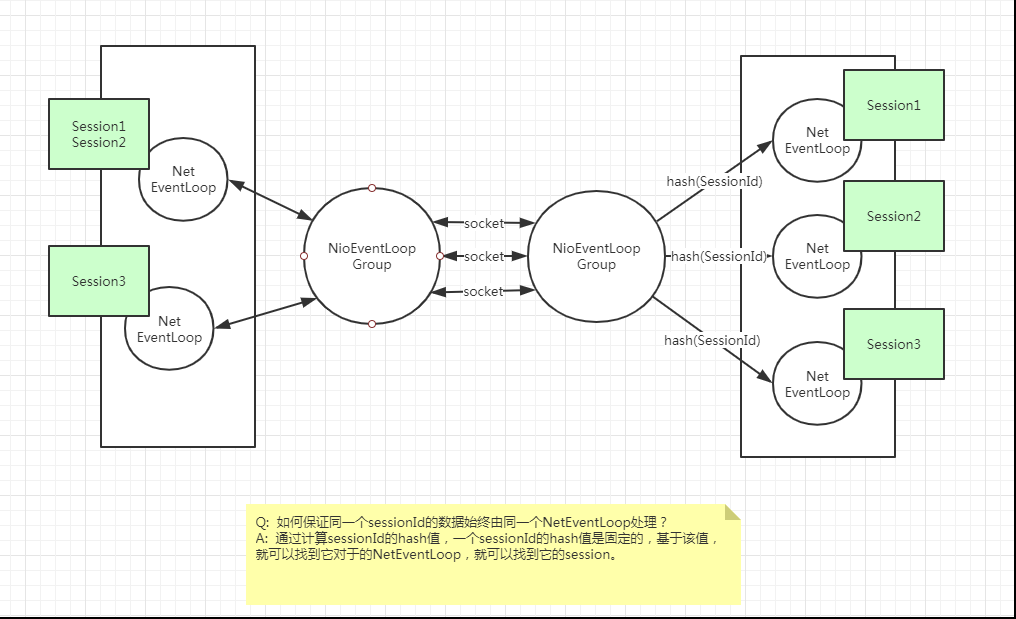 Session1
Session2
Net
EventLoop
Session3
Net
EventLoop
NioEventLoop
Group
socket
socket
socket
NioEventLoop
Group
hash(SessionId)
hash(SessionId)
hash(SessionId)
Net
EventLoop
Session1
Net
EventLoop
Session2
Net
EventLoop
Session3
Q: 如何保证同一个sessionId的数据始终由同一个NetEventLoop处理？
A: 通过计算sessionId的hash值，一个sessionId的hash值是固定的，基于该值，
就可以找到它对于的NetEventLoop，就可以找到它的session。